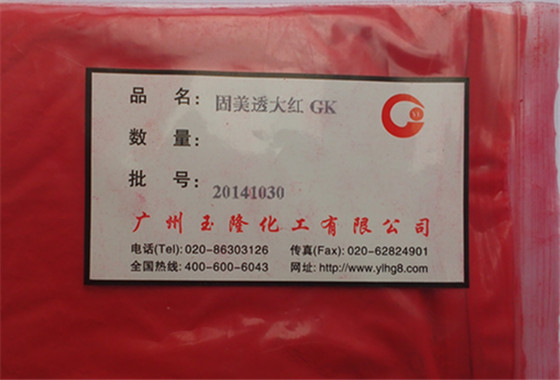 品 名: 固美透大红 GK
数 量:
批 号: 20141030
广州玉隆化工有限公司
电话(Tel): 020-86303126 传真(Fax): 020-62824901
全国热线: 400-600-6043 网址: http://www.ylhg8.com